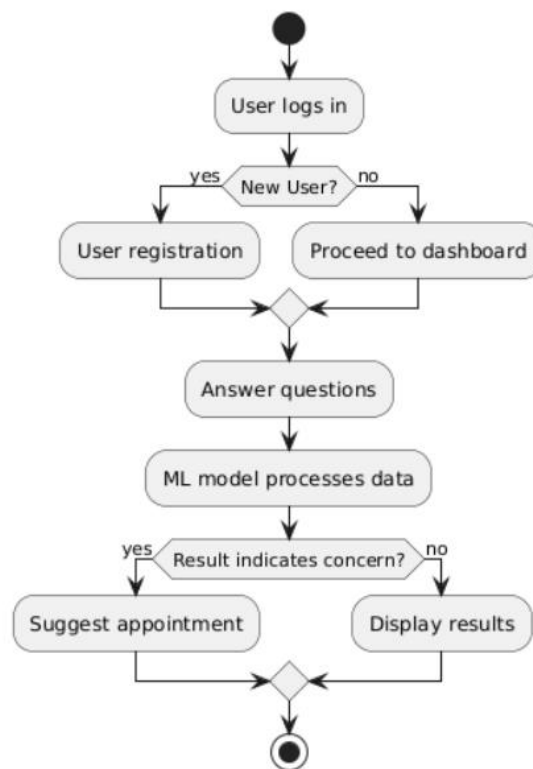 User logs in
yes
New User?
no
User registration
Proceed to dashboard
Answer questions
ML model processes data
yes
Result indicates concern?
no
Suggest appointment
Display results